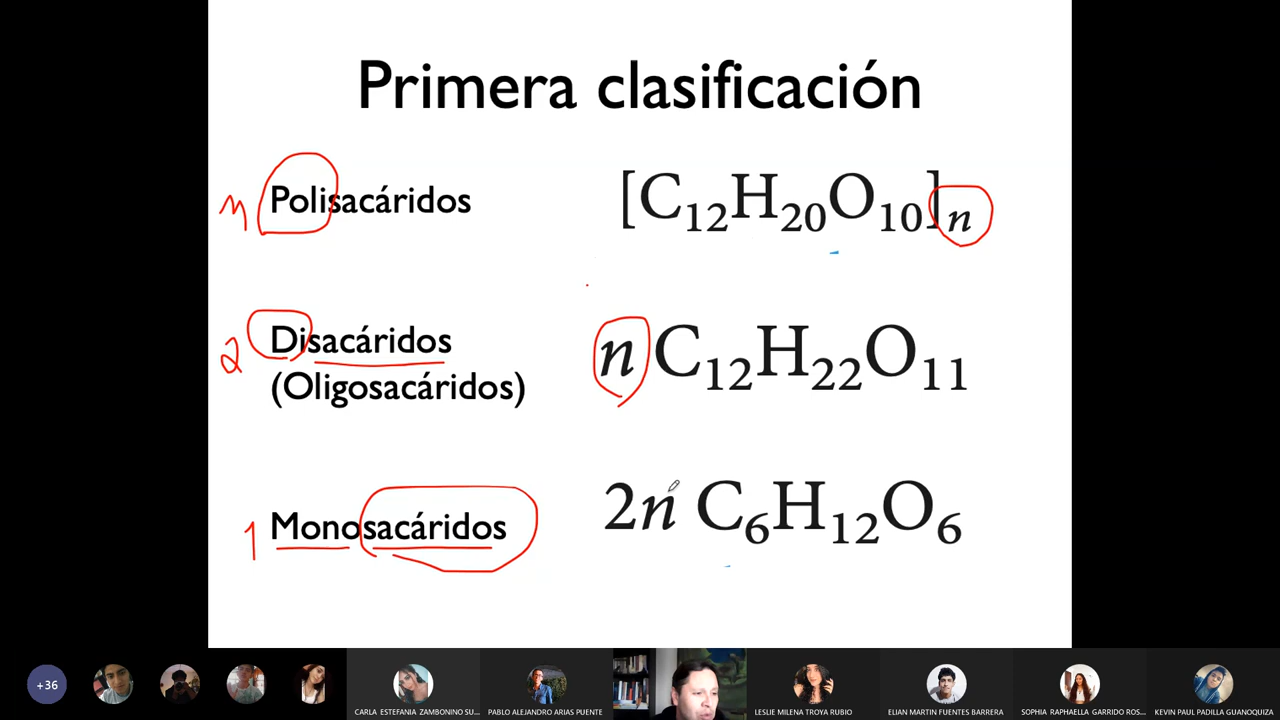 Primera clasificación
n Polisacáridos [C12H20O10]n
2 Disacáridos n C12H22O11
(Oligosacáridos)
1 Monosacáridos 2n C6H12O6
+36
CARLA ESTEFANIA ZAMBONINO SU...
PABLO ALEJANDRO ARIAS PUENTE
LESLIE MILENA TROYA RUBIO
ELIAN MARTIN FUENTES BARRERA
SOPHIA RAPHAELLA GARRIDO ROS...
KEVIN PAUL PADILLA GUANOQUIZA